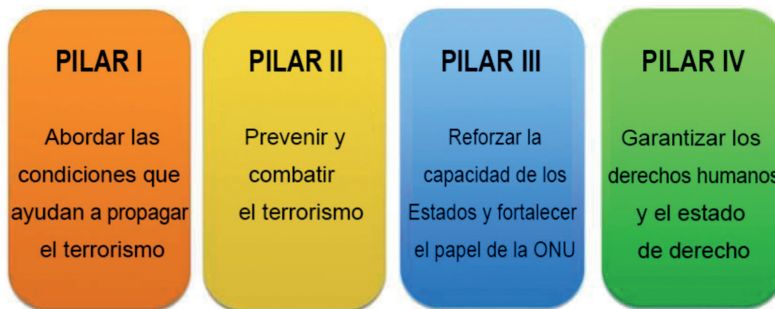 PILAR I
Abordar las
condiciones que
ayudan a propagar
el terrorismo
PILAR II
Prevenir y
combatir
el terrorismo
PILAR III
Reforzar la
capacidad de los
Estados y fortalecer
el papel de la ONU
PILAR IV
Garantizar los
derechos humanos
y el estado
de derecho